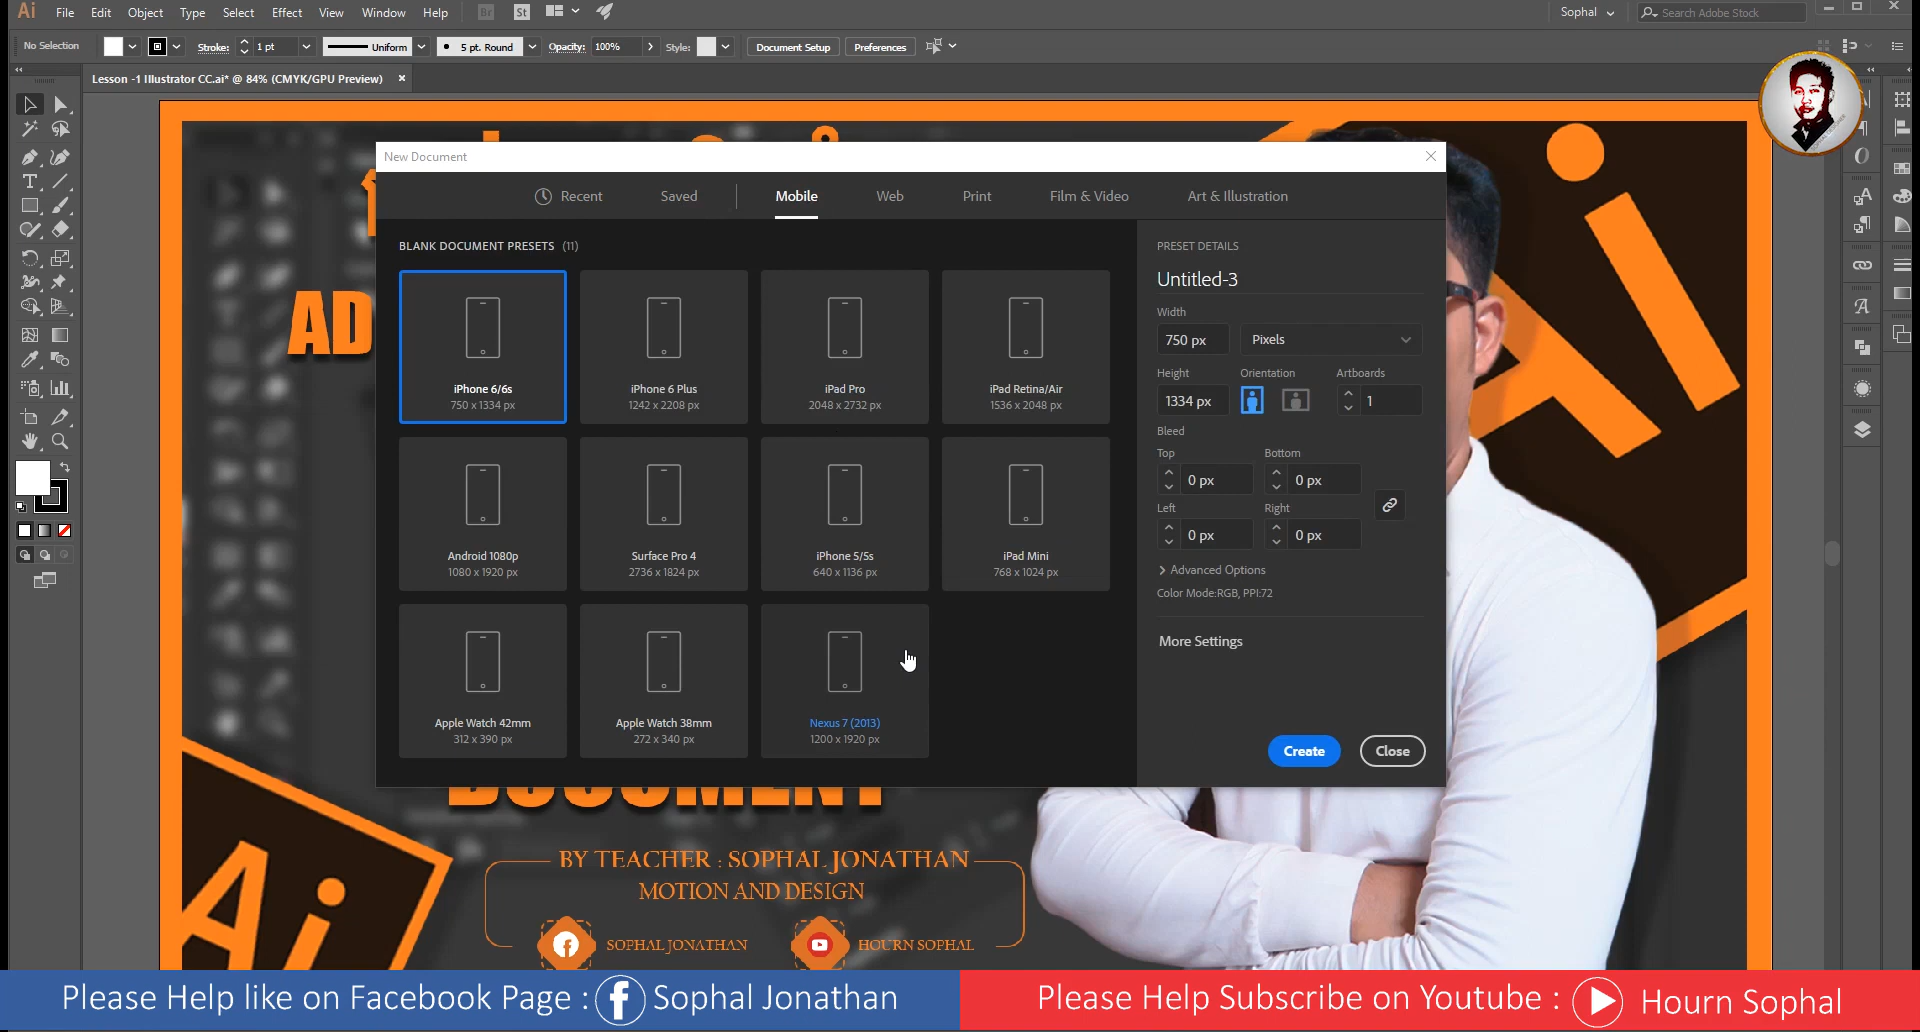 Ai File Edit Object Type Select Effect View Window Help Br St Sophal Search Adobe Stock
No Selection Stroke: 1 pt Uniform 5 pt. Round Opacity: 100% Style: Document Setup Preferences
Lesson -1 Illustrator CC.ai* @ 84% (CMYK/GPU Preview)
New Document
Recent Saved Mobile Web Print Film & Video Art & Illustration
BLANK DOCUMENT PRESETS (11)
iPhone 6/6s
750 x 1334 px
iPhone 6 Plus
1242 x 2208 px
iPad Pro
2048 x 2732 px
iPad Retina/Air
1536 x 2048 px
Android 1080p
1080 x 1920 px
Surface Pro 4
2736 x 1824 px
iPhone 5/5s
640 x 1136 px
iPad Mini
768 x 1024 px
Apple Watch 42mm
312 x 390 px
Apple Watch 38mm
272 x 340 px
Nexus 7 (2013)
1200 x 1920 px
PRESET DETAILS
Untitled-3
Width
750 px Pixels
Height Orientation Artboards
1334 px 1
Bleed
Top Bottom
0 px 0 px
Left Right
0 px 0 px
Advanced Options
Color Mode:RGB, PPI:72
More Settings
Create Close
AD
DOCUMENT
Ai
Ai
BY TEACHER : SOPHAL JONATHAN
MOTION AND DESIGN
SOPHAL JONATHAN HOURN SOPHAL
Please Help like on Facebook Page : Sophal Jonathan
Please Help Subscribe on Youtube : Hourn Sophal